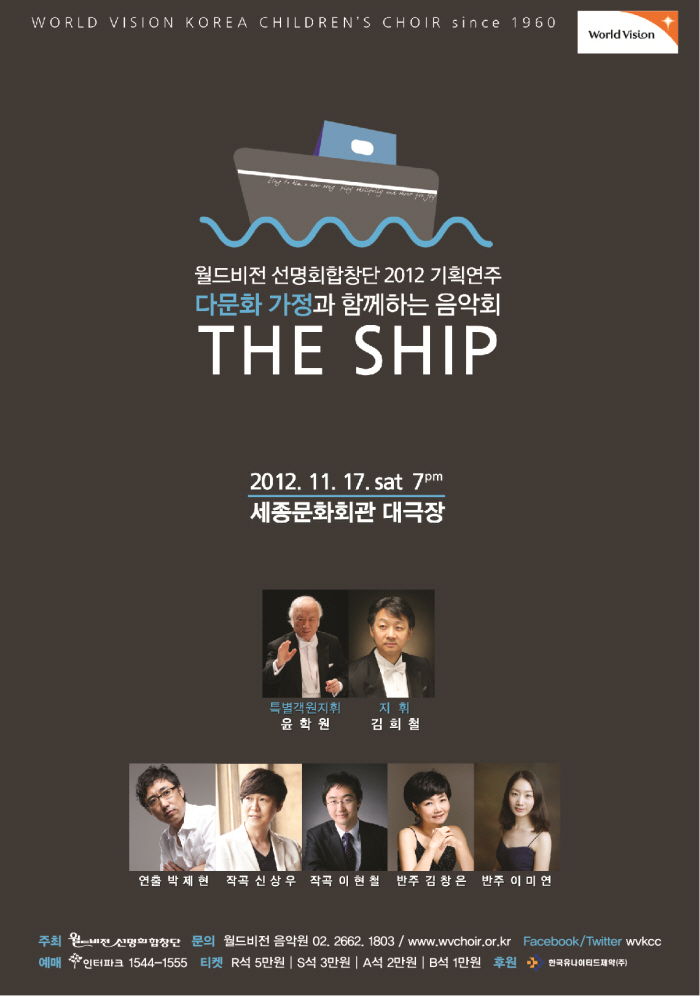 WORLD VISION KOREA CHILDREN'S CHOIR since 1960
World Vision
월드비전 선명회합창단 2012 기획연주
다문화 가정과 함께하는 음악회
THE SHIP
2012. 11. 17. sat 7pm
세종문화회관 대극장
특별객원지휘 지 휘
윤 학 원 김 희 철
연출 박 제 현 작곡 신 상 우 작곡 이 현 철 반주 김 창 은 반주 이 미 연
주최 월드비전 선명회합창단 문의 월드비전 음악원 02. 2662. 1803 / www.wvchoir.or.kr Facebook/Twitter wvkcc
예매 인터파크 1544-1555 티켓 R석 5만원 | S석 3만원 | A석 2만원 | B석 1만원 후원 한국유나이티드제약(주)